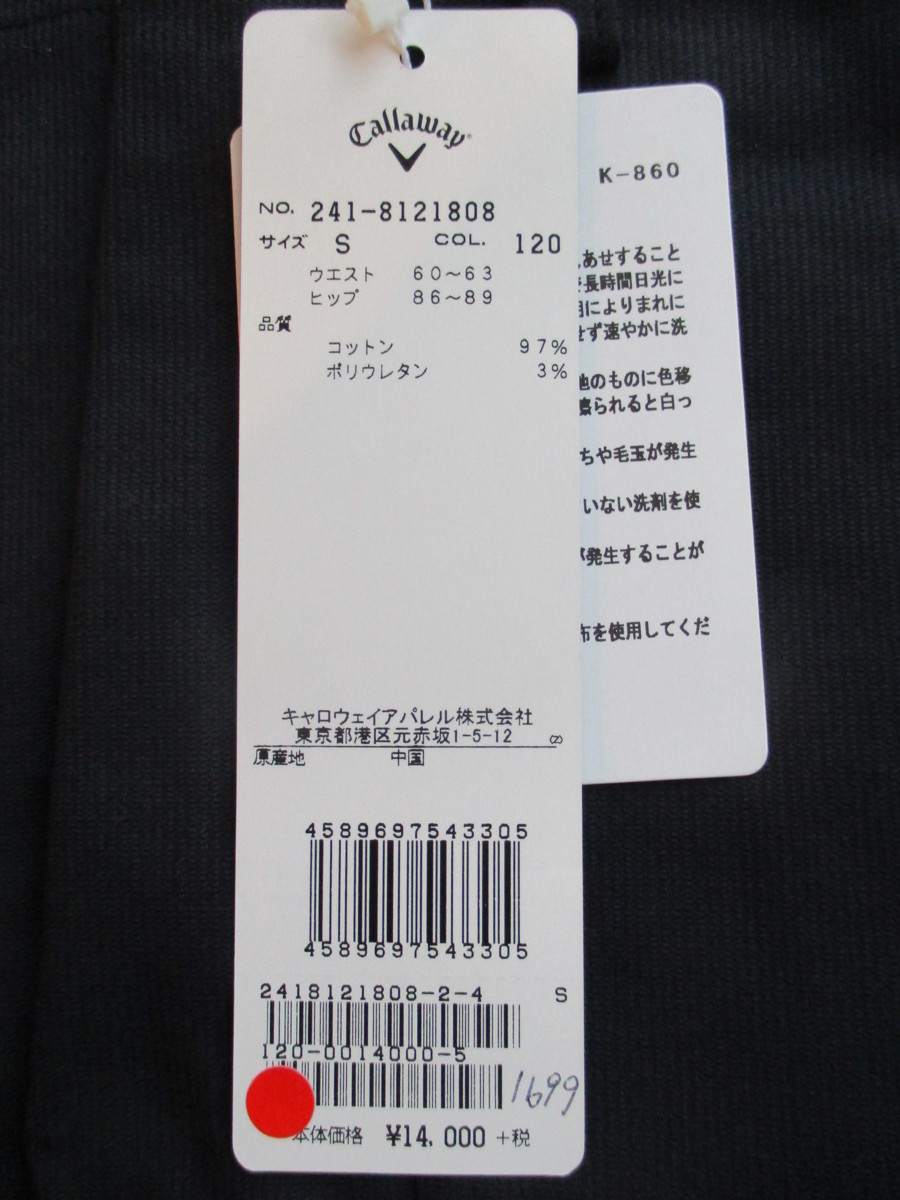 Callaway
NO. 241-8121808
サイズ S COL. 120
ウエスト 60〜63
ヒップ 86〜89
品質
コットン 97%
ポリウレタン 3%
キャロウェイアパレル株式会社
東京都港区元赤坂1-5-12
原産地 中国
4589697543305
4589697543305
2418121808-2-4 S
120-0014000-5
1699
本体価格 ¥14,000 +税
K-860
あせすること
長時間日光に
によりまれに
せず速やかに洗
他のものに色移
擦られると白っ
ちや毛玉が発生
いない洗剤を使
が発生することが
布を使用してくだ